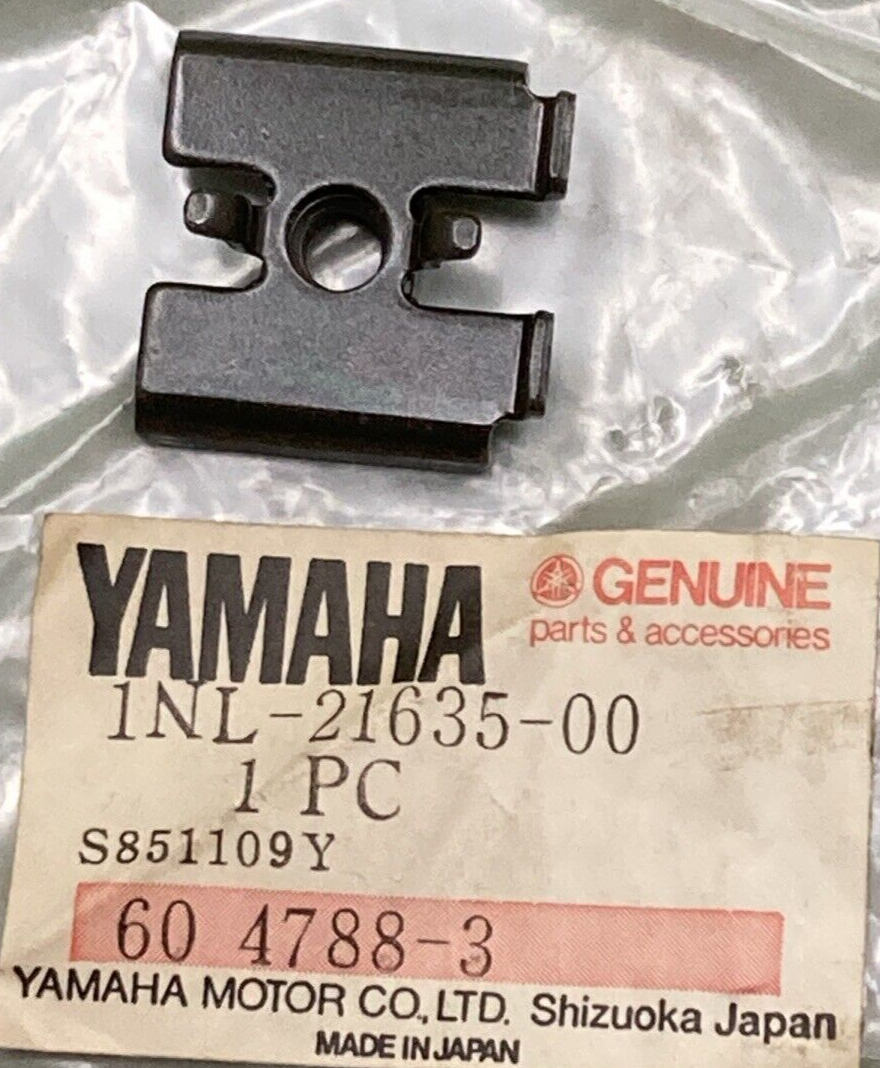 YAMAHA
GENUINE
parts & accessories
1NL-21635-00
1 PC
S851109Y
60 4788-3
YAMAHA MOTOR CO., LTD. Shizuoka Japan
MADE IN JAPAN